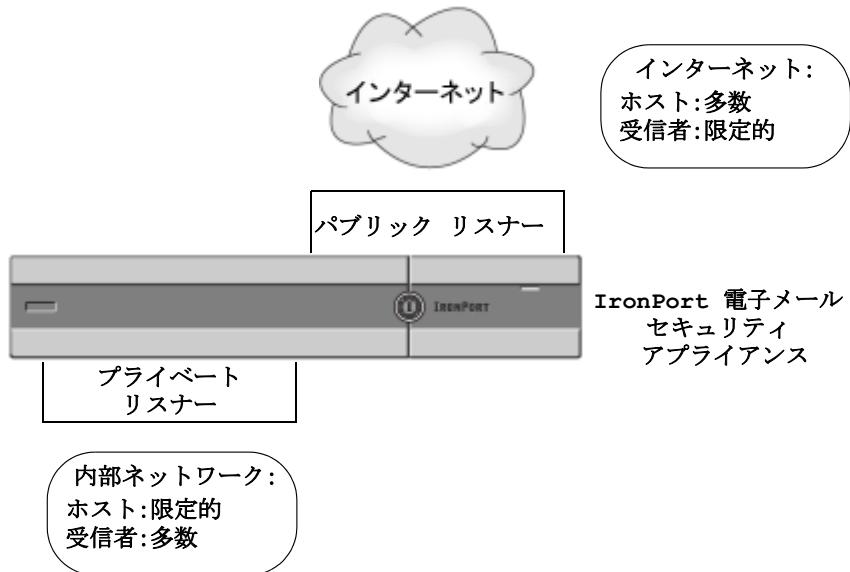 インターネット
インターネット:
ホスト:多数
受信者:限定的
パブリック リスナー
IRONPORT
IronPort 電子メール
セキュリティ
アプライアンス
プライベート
リスナー
内部ネットワーク:
ホスト:限定的
受信者:多数